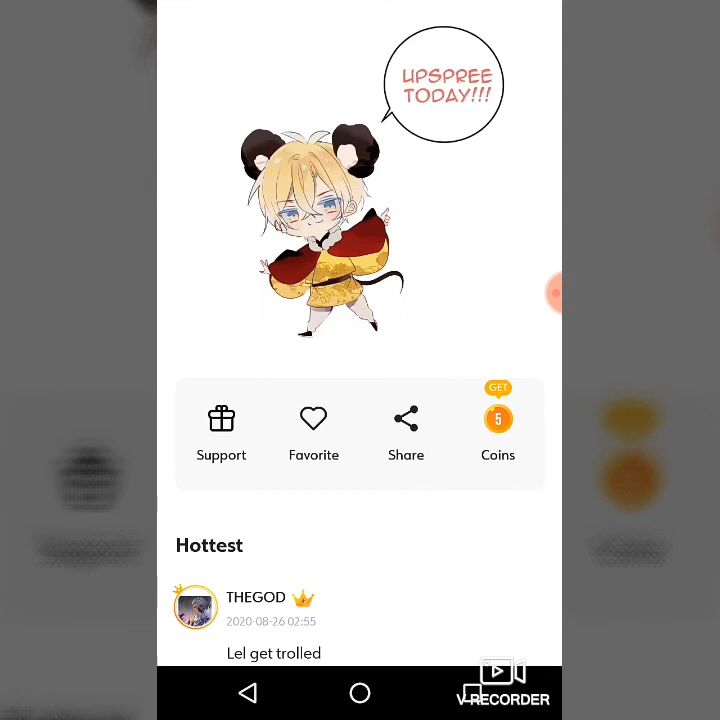 UPSPREE
TODAY!!!
GET
5
Support
Favorite
Share
Coins
Hottest
THEGOD
2020-08-26 02:55
Lel get trolled
V RECORDER